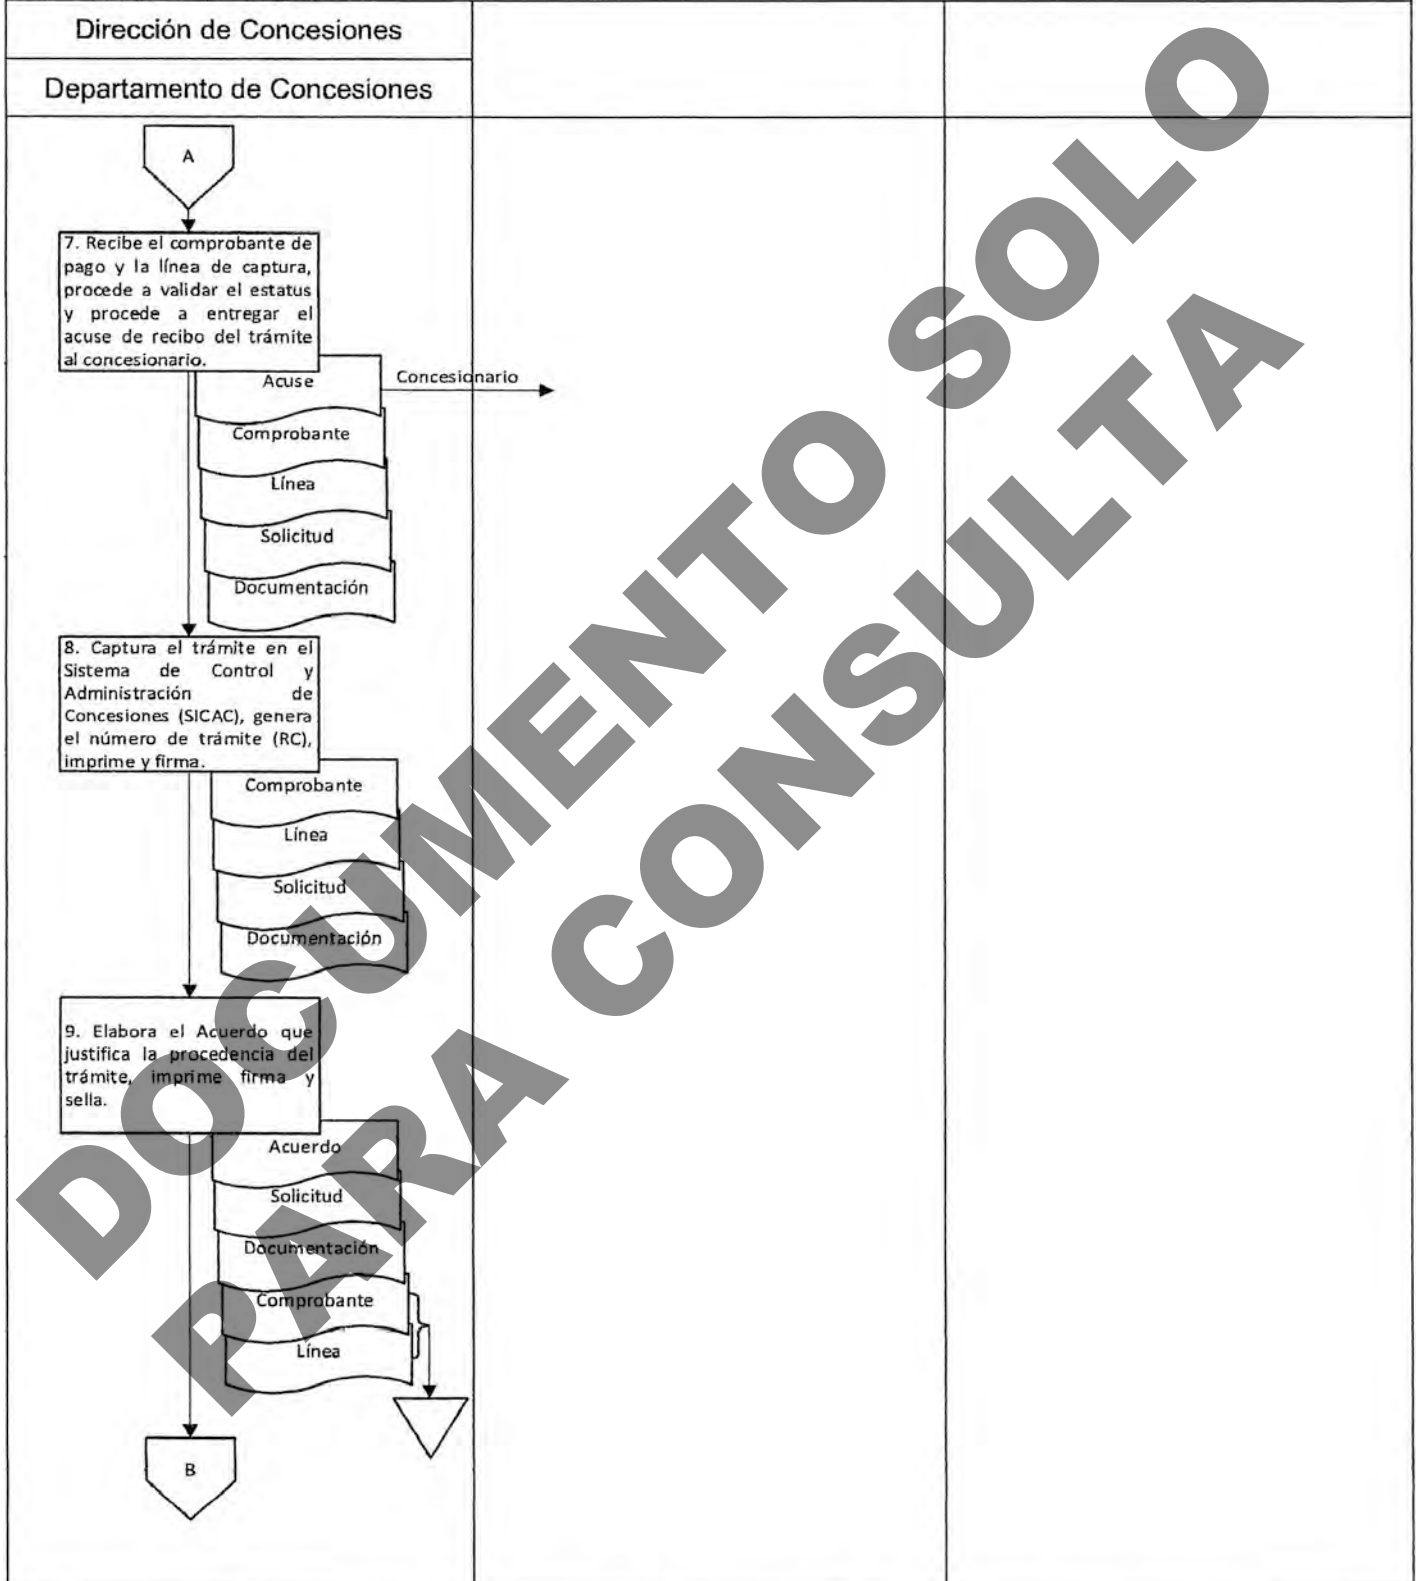 Dirección de Concesiones
Departamento de Concesiones
A
7. Recibe el comprobante de
pago y la línea de captura,
procede a validar el estatus
y procede a entregar el
acuse de recibo del trámite
al concesionario.
Acuse
Concesionario
Comprobante
Línea
Solicitud
Documentación
8. Captura el trámite en el
Sistema de Control y
Administración de
Concesiones (SICAC), genera
el número de trámite (RC),
imprime y firma.
Comprobante
Línea
Solicitud
Documentación
9. Elabora el Acuerdo que
justifica la procedencia del
trámite, imprime firma y
sella.
Acuerdo
Solicitud
Documentación
Comprobante
Línea
B
DOCUMENTO SOLO
PARA CONSULTA